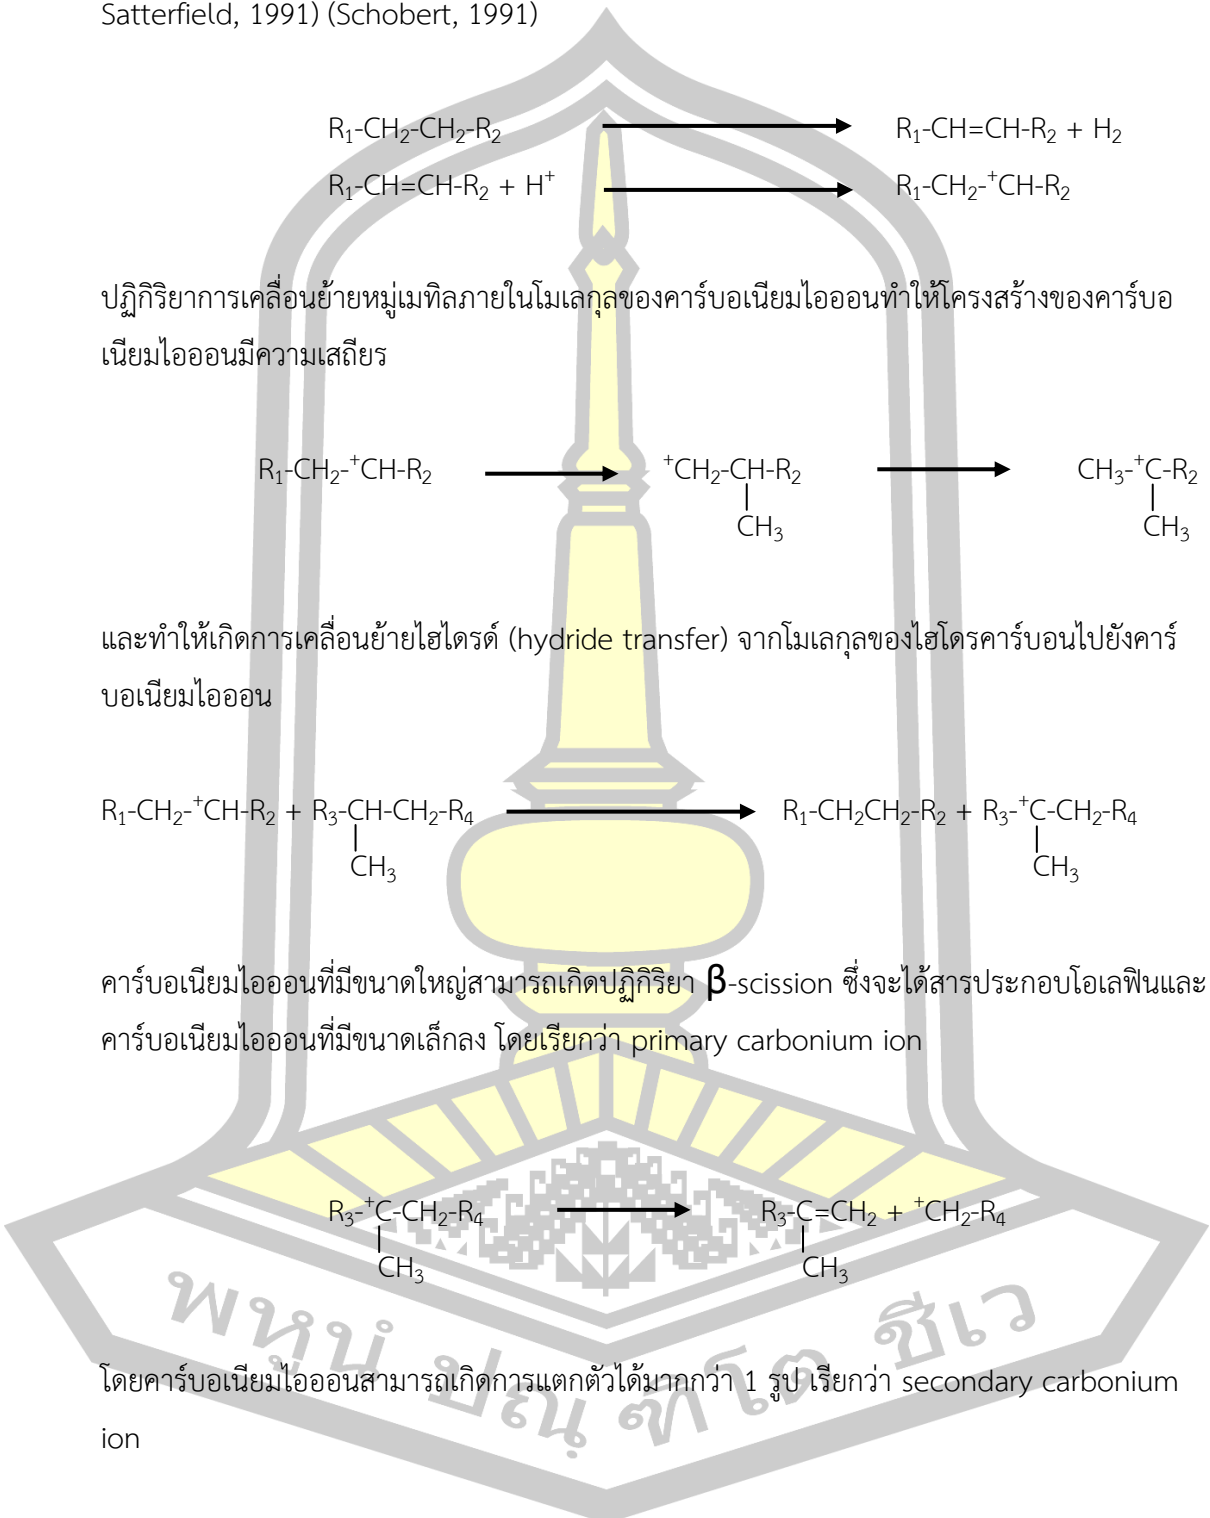 Satterfield, 1991) (Schobert, 1991)
R₁-CH₂-CH₂-R₂ R₁-CH=CH-R₂ + H₂
R₁-CH=CH-R₂ + H⁺ R₁-CH₂-⁺CH-R₂
ปฏิกิริยาการเคลื่อนย้ายหมู่เมทิลภายในโมเลกุลของคาร์บอเนียมไอออนทำให้โครงสร้างของคาร์บอ
เนียมไอออนมีความเสถียร
R₁-CH₂-⁺CH-R₂ ⁺CH₂-CH-R₂ CH₃-⁺C-R₂
CH₃ CH₃
และทำให้เกิดการเคลื่อนย้ายไฮไดรด์ (hydride transfer) จากโมเลกุลของไฮโดรคาร์บอนไปยังคาร์
บอเนียมไอออน
R₁-CH₂-⁺CH-R₂ + R₃-CH-CH₂-R₄ R₁-CH₂CH₂-R₂ + R₃-⁺C-CH₂-R₄
CH₃ CH₃
คาร์บอเนียมไอออนที่มีขนาดใหญ่สามารถเกิดปฏิกิริยา β-scission ซึ่งจะได้สารประกอบโอเลฟินและ
คาร์บอเนียมไอออนที่มีขนาดเล็กลง โดยเรียกว่า primary carbonium ion
R₃-⁺C-CH₂-R₄ R₃-C=CH₂ + ⁺CH₂-R₄
CH₃ CH₃
พหูนํ ปณฺฑิโต ชีเว
โดยคาร์บอเนียมไอออนสามารถเกิดการแตกตัวได้มากกว่า 1 รูป เรียกว่า secondary carbonium
ion